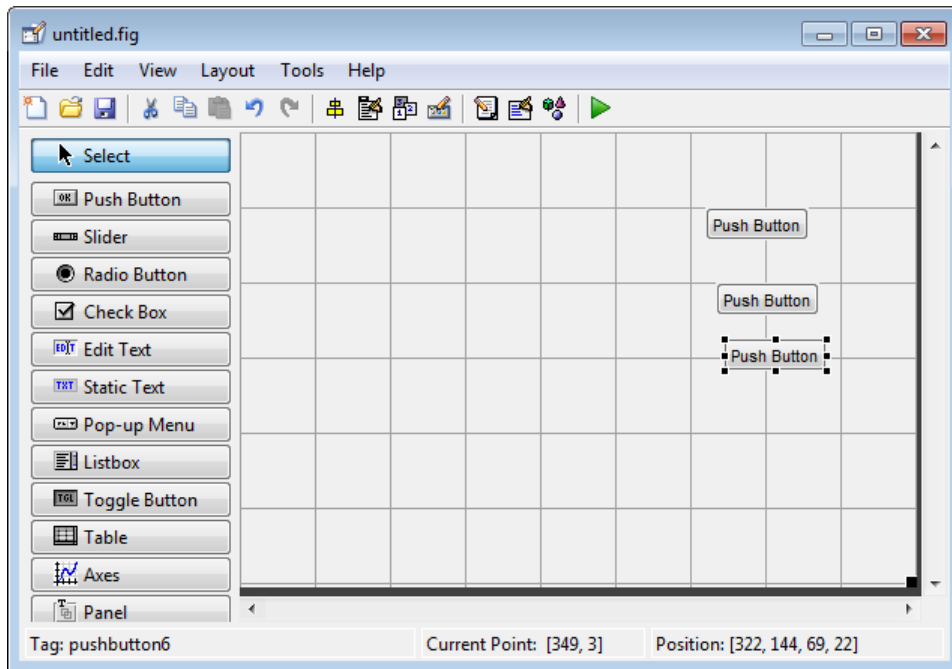 untitled.fig
File Edit View Layout Tools Help
Select
Push Button
Slider
Radio Button
Check Box
Edit Text
Static Text
Pop-up Menu
Listbox
Toggle Button
Table
Axes
Panel
Push Button
Push Button
Push Button
Tag: pushbutton6 Current Point: [349, 3] Position: [322, 144, 69, 22]